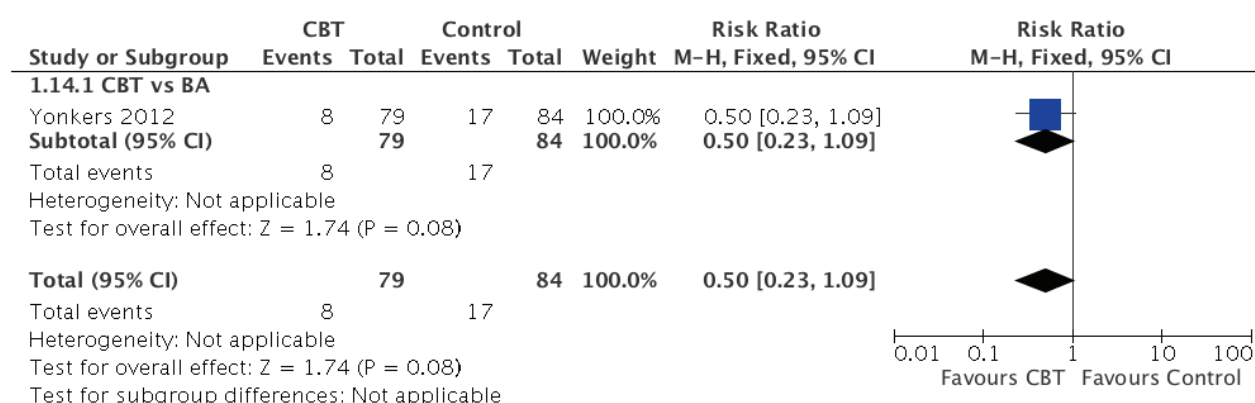 CBT Control Risk Ratio Risk Ratio
Study or Subgroup Events Total Events Total Weight M-H, Fixed, 95% CI M-H, Fixed, 95% CI
1.14.1 CBT vs BA
Yonkers 2012 8 79 17 84 100.0% 0.50 [0.23, 1.09]
Subtotal (95% CI) 79 84 100.0% 0.50 [0.23, 1.09]
Total events 8 17
Heterogeneity: Not applicable
Test for overall effect: Z = 1.74 (P = 0.08)
Total (95% CI) 79 84 100.0% 0.50 [0.23, 1.09]
Total events 8 17
Heterogeneity: Not applicable
Test for overall effect: Z = 1.74 (P = 0.08)
Test for subgroup differences: Not applicable
0.01 0.1 1 10 100
Favours CBT Favours Control